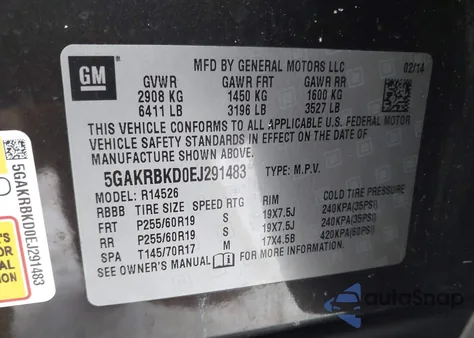 GM
MFD BY GENERAL MOTORS LLC
02/14
GVWR GAWR FRT GAWR RR
2908 KG 1450 KG 1600 KG
6411 LB 3196 LB 3527 LB
THIS VEHICLE CONFORMS TO ALL APPLICABLE U.S. FEDERAL MOTOR
VEHICLE SAFETY STANDARDS IN EFFECT ON THE DATE OF
MANUFACTURE SHOWN ABOVE.
5GAKRBKD0EJ291483 TYPE: M.P.V.
MODEL: R14526
RBBB TIRE SIZE SPEED RTG RIM COLD TIRE PRESSURE
FRT P255/60R19 S 19X7.5J 240KPA(35PSI)
RR P255/60R19 S 19X7.5J 240KPA(35PSI)
SPA T145/70R17 M 17X4.5B 420KPA(60PSI)
SEE OWNER'S MANUAL
5GAKRBKD0EJ291483
autoSnap